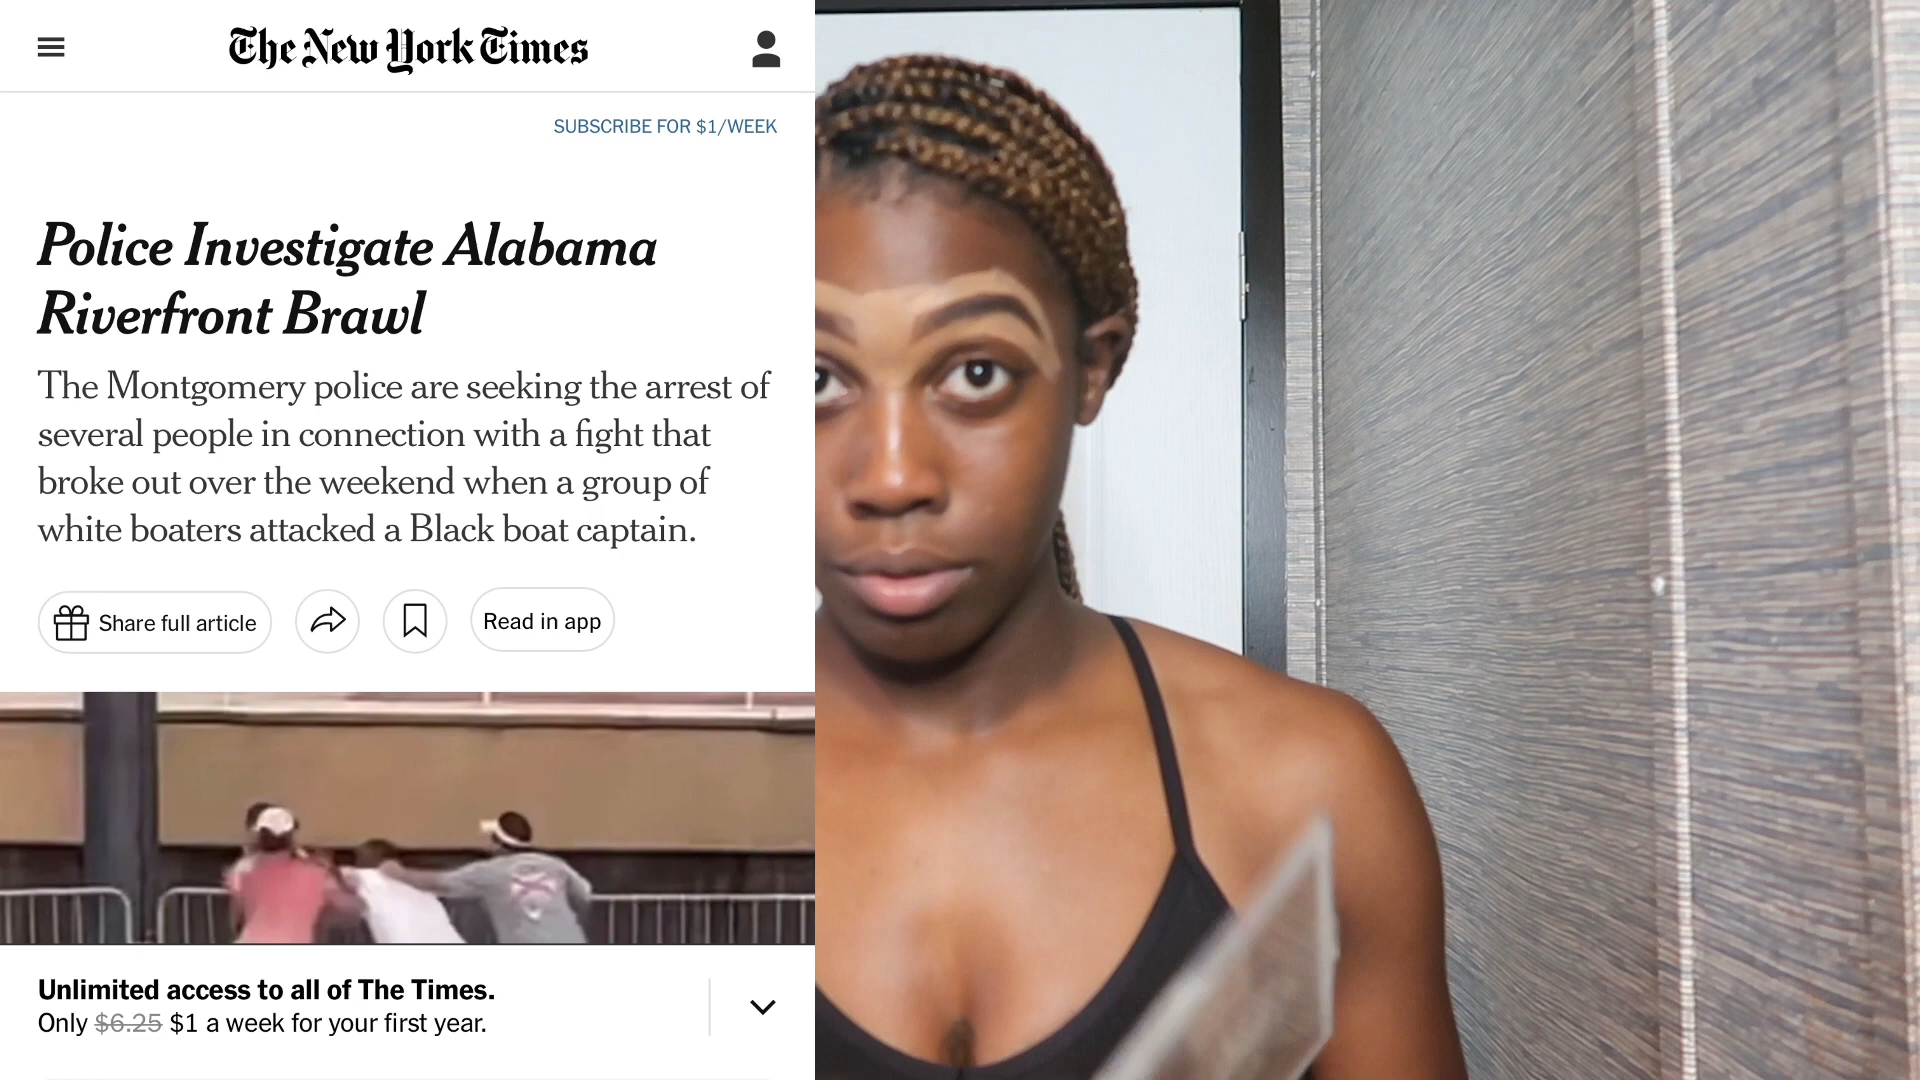 The New York Times
SUBSCRIBE FOR $1/WEEK
Police Investigate Alabama
Riverfront Brawl
The Montgomery police are seeking the arrest of
several people in connection with a fight that
broke out over the weekend when a group of
white boaters attacked a Black boat captain.
Share full article
Read in app
Unlimited access to all of The Times.
Only $6.25 $1 a week for your first year.